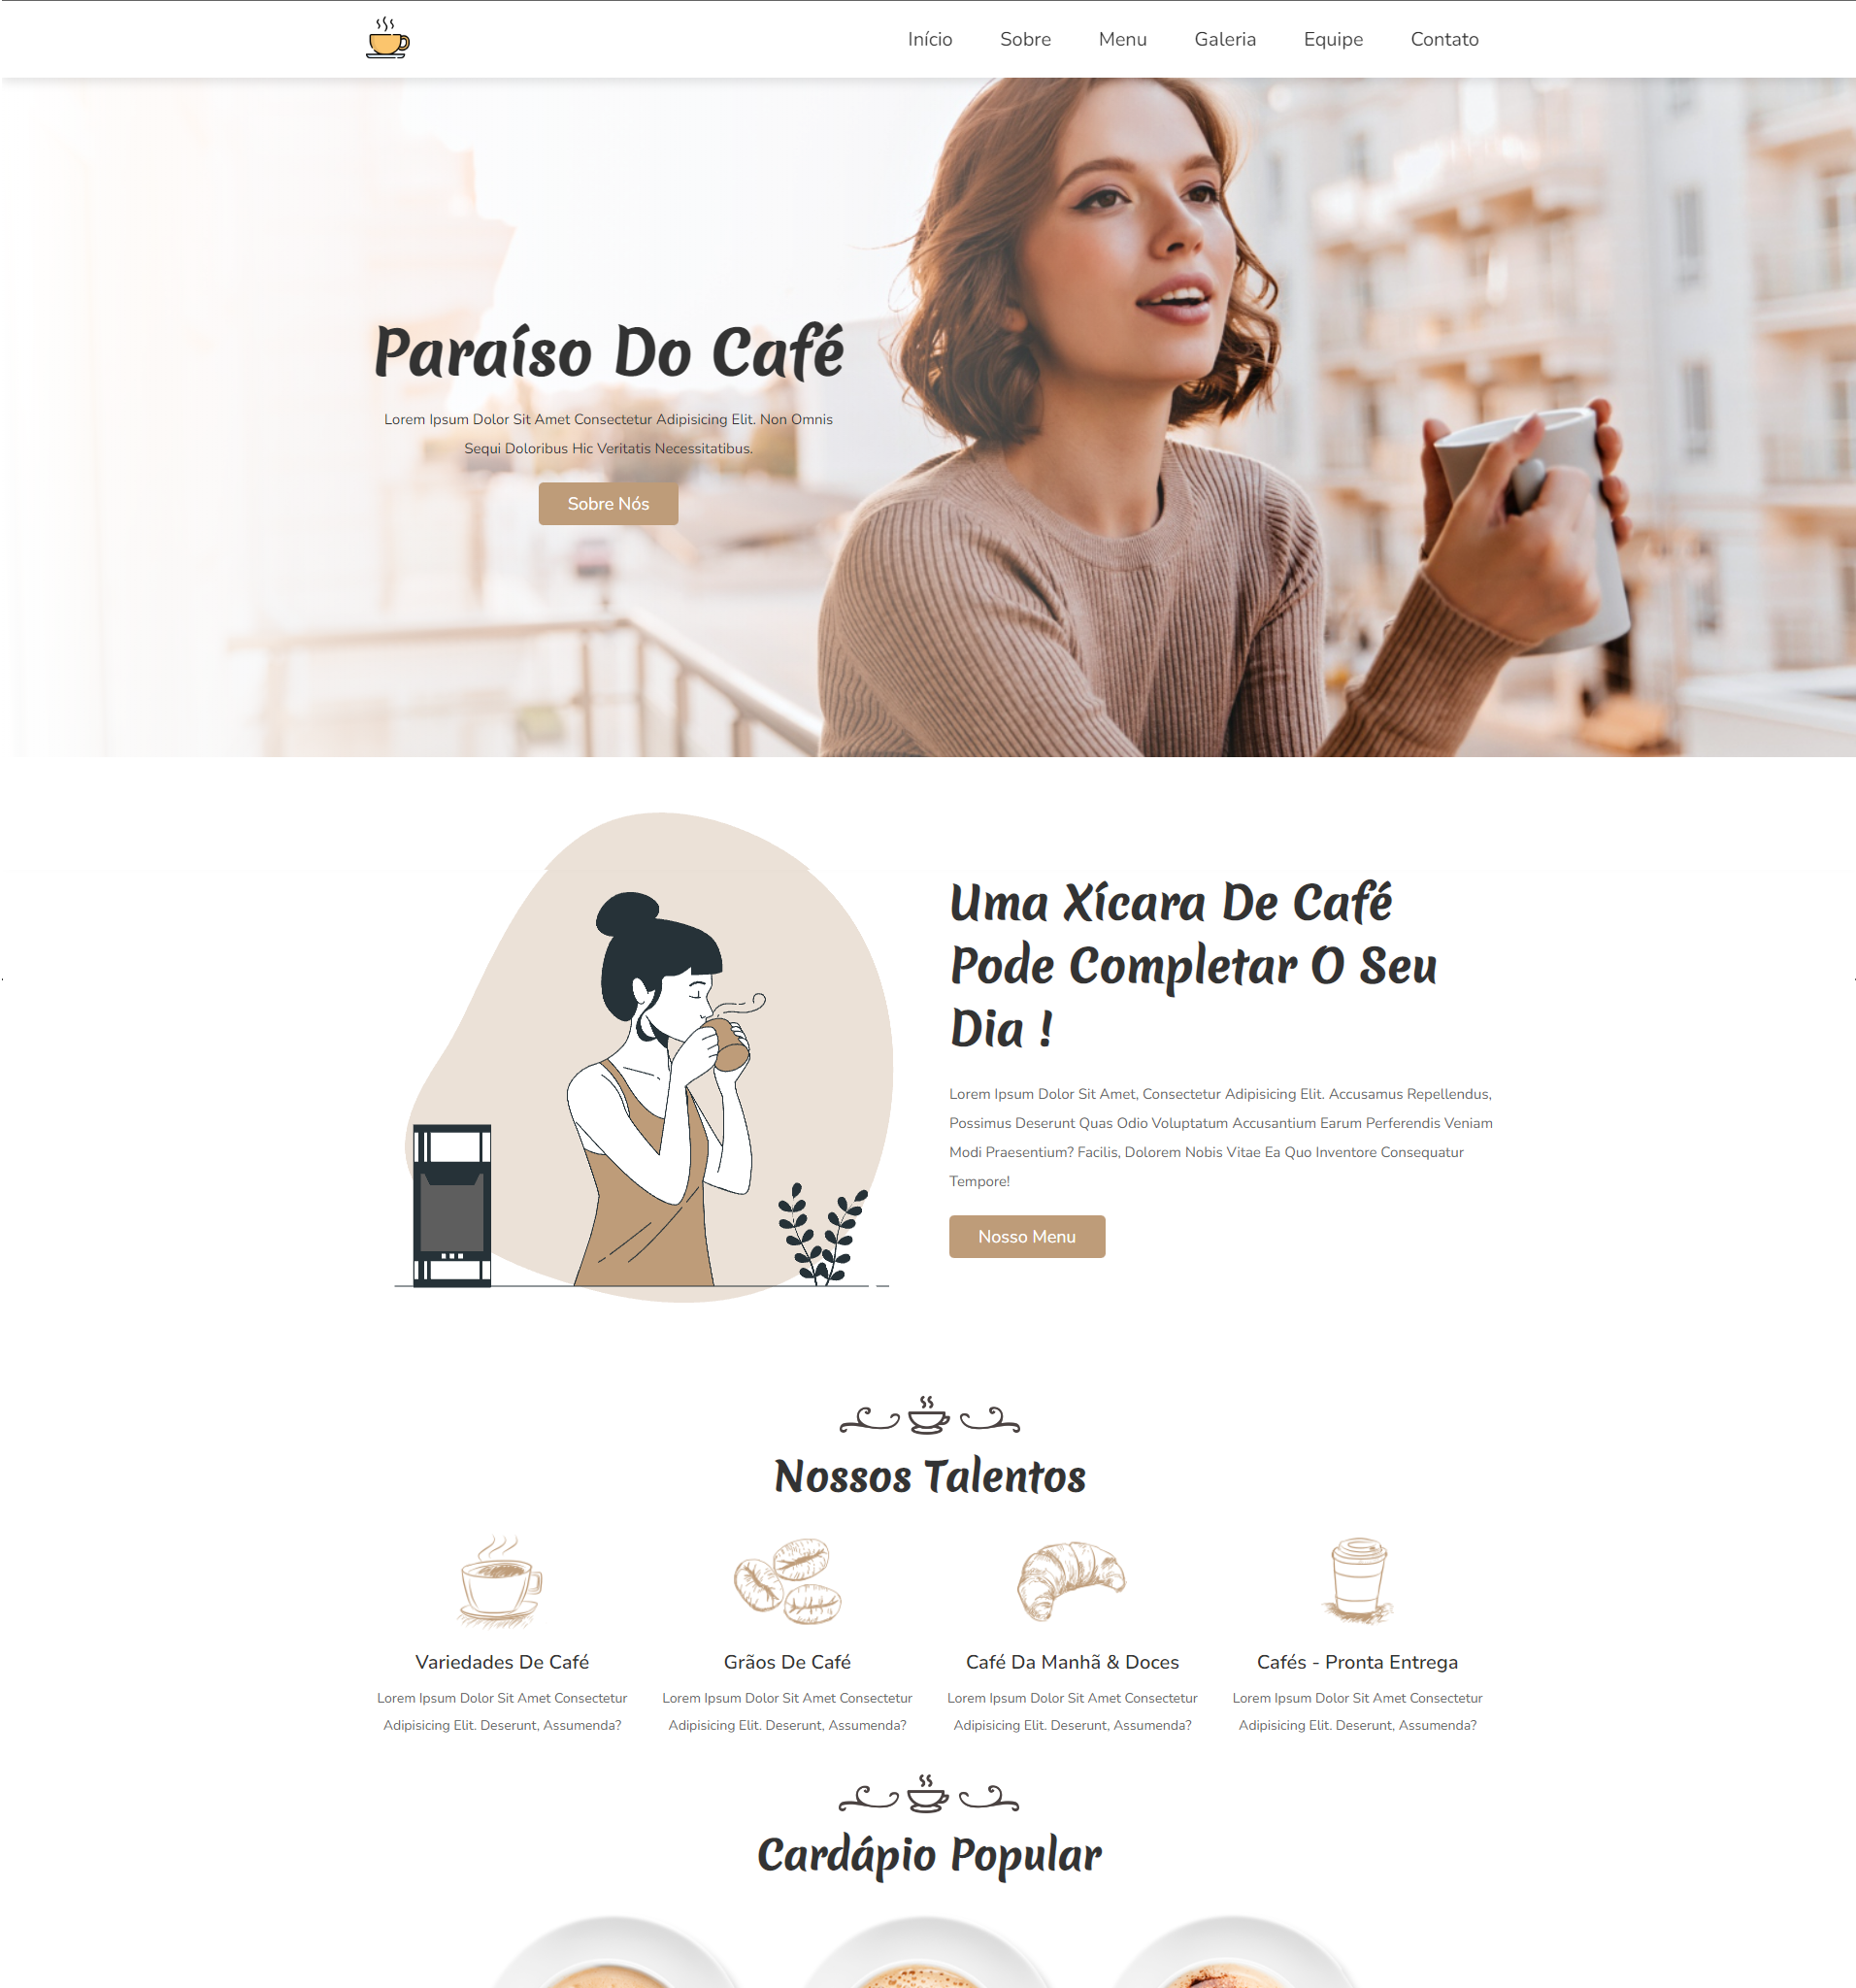 Início Sobre Menu Galeria Equipe Contato
Paraíso Do Café
Lorem Ipsum Dolor Sit Amet Consectetur Adipisicing Elit. Non Omnis
Sequi Doloribus Hic Veritatis Necessitatibus.
Sobre Nós
Uma Xícara De Café
Pode Completar O Seu
Dia !
Lorem Ipsum Dolor Sit Amet, Consectetur Adipisicing Elit. Accusamus Repellendus,
Possimus Deserunt Quas Odio Voluptatum Accusantium Earum Perferendis Veniam
Modi Praesentium? Facilis, Dolorem Nobis Vitae Ea Quo Inventore Consequatur
Tempore!
Nosso Menu
Nossos Talentos
Variedades De Café
Lorem Ipsum Dolor Sit Amet Consectetur
Adipisicing Elit. Deserunt, Assumenda?
Grãos De Café
Lorem Ipsum Dolor Sit Amet Consectetur
Adipisicing Elit. Deserunt, Assumenda?
Café Da Manhã & Doces
Lorem Ipsum Dolor Sit Amet Consectetur
Adipisicing Elit. Deserunt, Assumenda?
Cafés - Pronta Entrega
Lorem Ipsum Dolor Sit Amet Consectetur
Adipisicing Elit. Deserunt, Assumenda?
Cardápio Popular